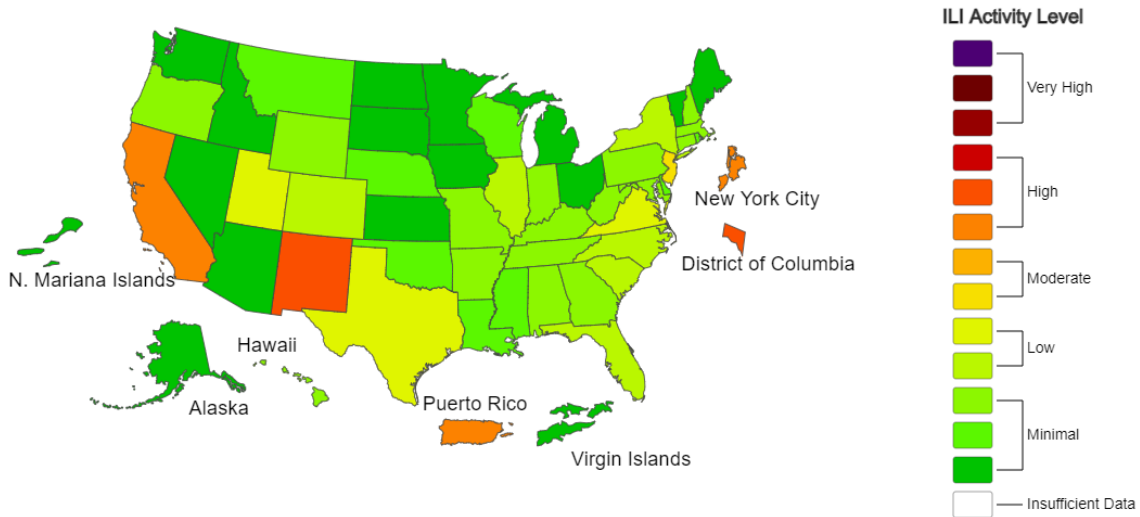 ILI Activity Level
Very High
High
Moderate
Low
Minimal
Insufficient Data
New York City
District of Columbia
N. Mariana Islands
Hawaii
Alaska
Puerto Rico
Virgin Islands